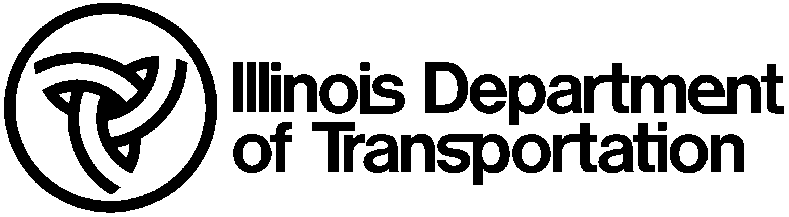 Illinois Department
of Transportation